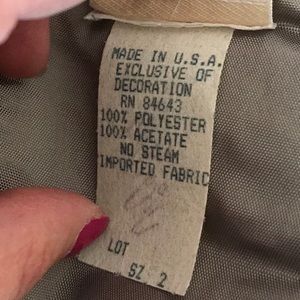 MADE IN U.S.A.
EXCLUSIVE OF
DECORATION
RN 84643
100% POLYESTER
100% ACETATE
NO STEAM
IMPORTED FABRIC
LOT
SZ 2